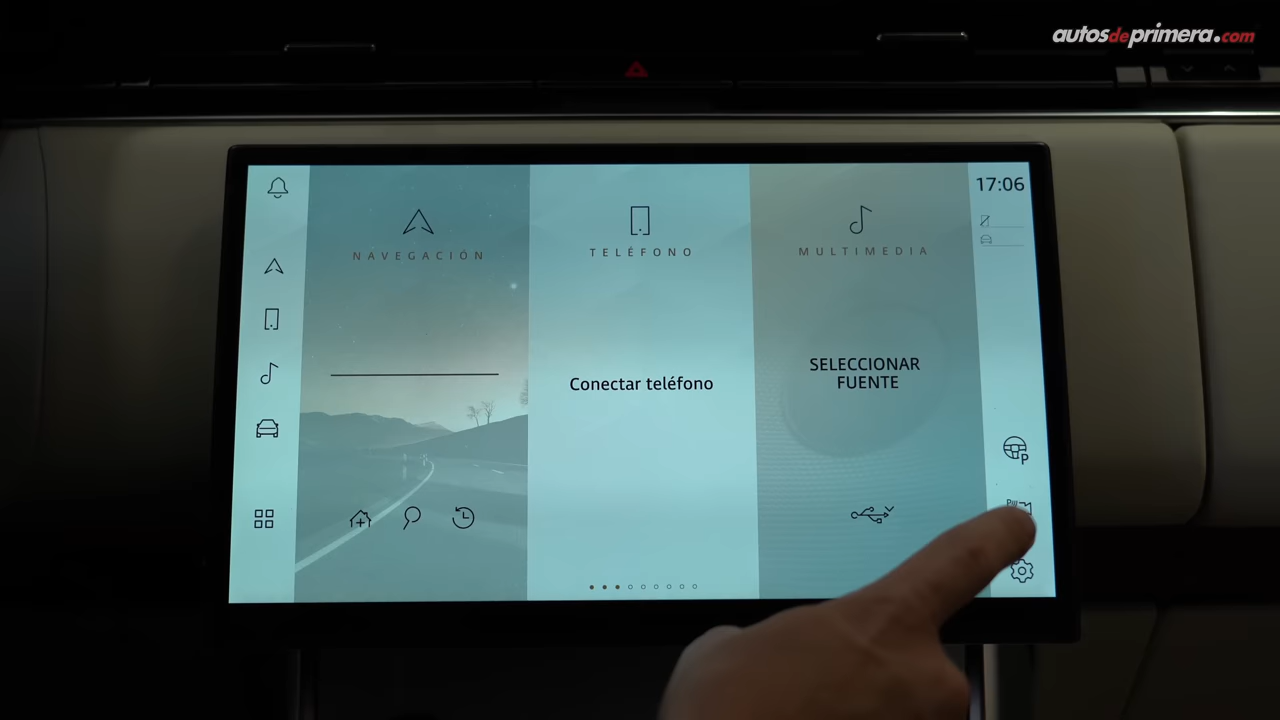 autosdeprimera.com
17:06
NAVEGACIÓN
TELÉFONO
MULTIMEDIA
Conectar teléfono
SELECCIONAR
FUENTE
P